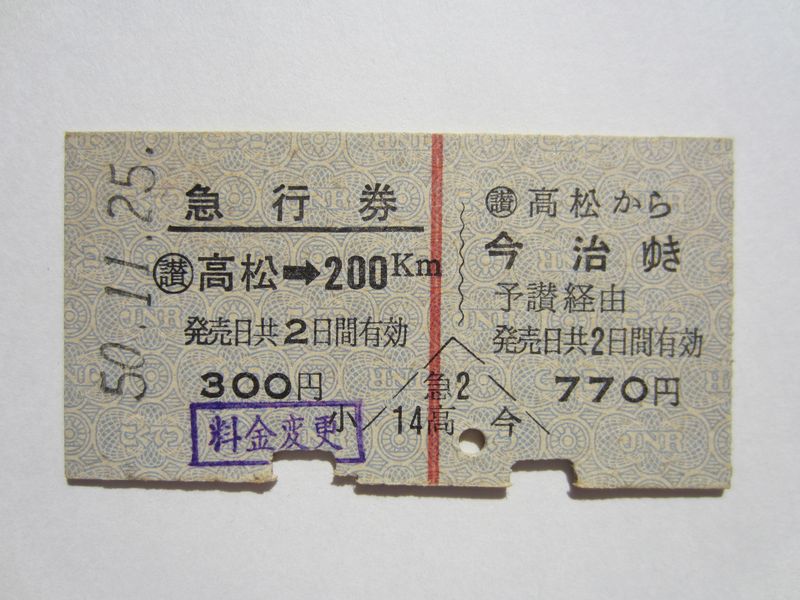 50.11.25.
急行券
讃 高松➡200Km
発売日共2日間有効
300円
料金変更
讃 高松から
今治ゆき
予讃経由
発売日共2日間有効
770円
急2
小 14高 今